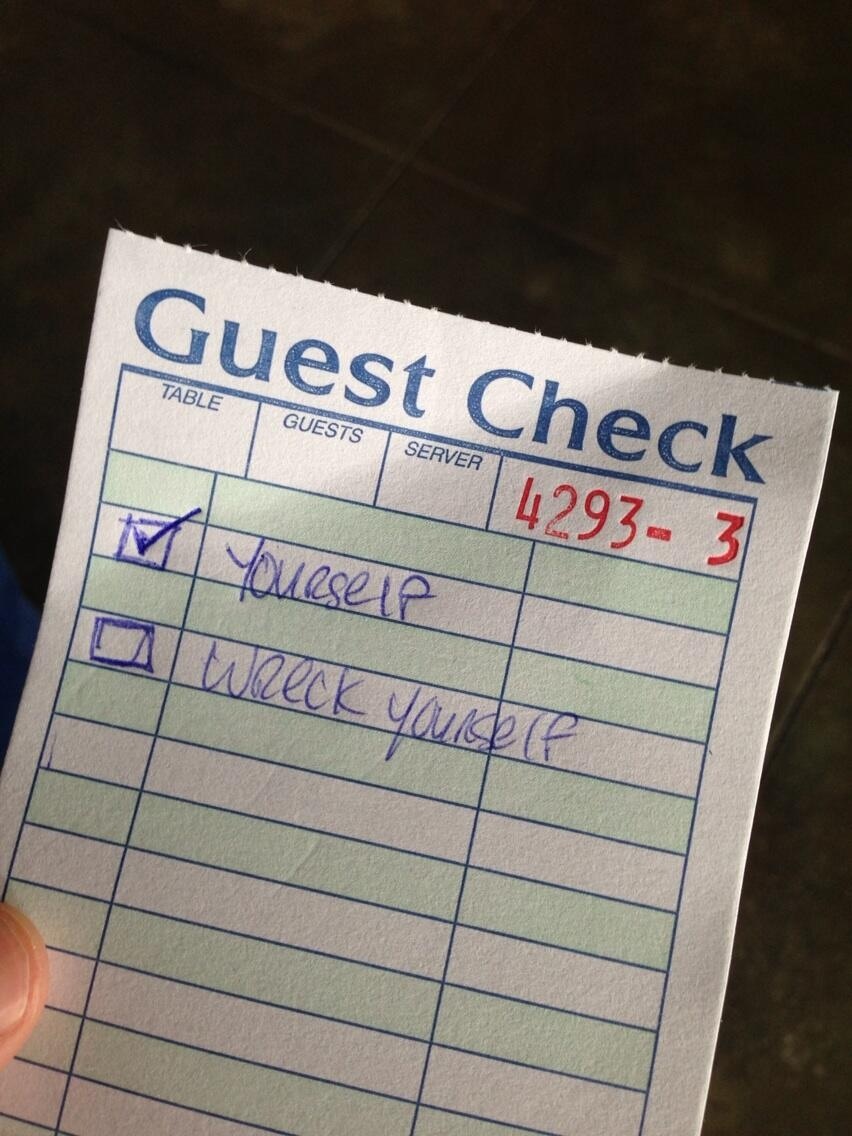 Guest Check
TABLE GUESTS SERVER
4293- 3
Yourself
Wreck yourself